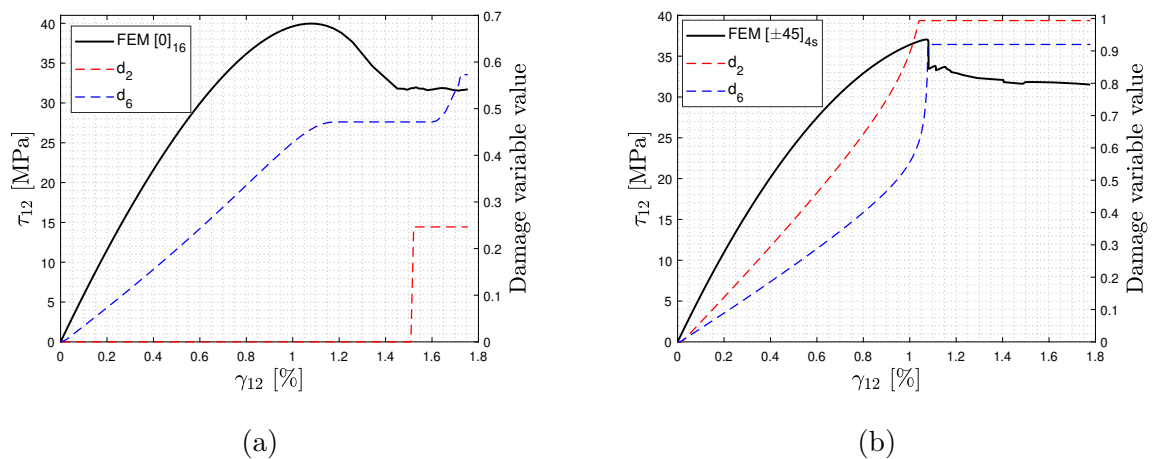 FEM [0]₁₆
d₂
d₆
40
35
30
25
20
15
10
5
0
τ₁₂ [MPa]
0.7
0.6
0.5
0.4
0.3
0.2
0.1
0
Damage variable value
0 0.2 0.4 0.6 0.8 1 1.2 1.4 1.6 1.8
γ₁₂ [%]
(a)
FEM [±45]₄ₛ
d₂
d₆
40
35
30
25
20
15
10
5
0
τ₁₂ [MPa]
1
0.9
0.8
0.7
0.6
0.5
0.4
0.3
0.2
0.1
0
Damage variable value
0 0.2 0.4 0.6 0.8 1 1.2 1.4 1.6 1.8
γ₁₂ [%]
(b)